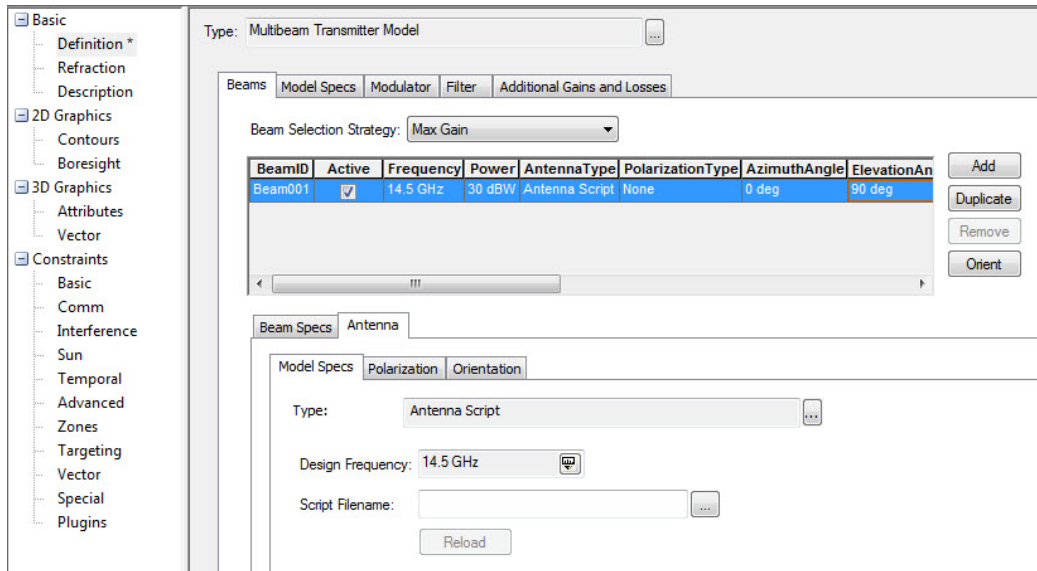 Basic
Definition *
Refraction
Description
2D Graphics
Contours
Boresight
3D Graphics
Attributes
Vector
Constraints
Basic
Comm
Interference
Sun
Temporal
Advanced
Zones
Targeting
Vector
Special
Plugins
Type: Multibeam Transmitter Model ...
Beams Model Specs Modulator Filter Additional Gains and Losses
Beam Selection Strategy: Max Gain
BeamID Active Frequency Power AntennaType PolarizationType AzimuthAngle ElevationAn
Beam001 14.5 GHz 30 dBW Antenna Script None 0 deg 90 deg
Add
Duplicate
Remove
Orient
Beam Specs Antenna
Model Specs Polarization Orientation
Type: Antenna Script ...
Design Frequency: 14.5 GHz
Script Filename: ...
Reload